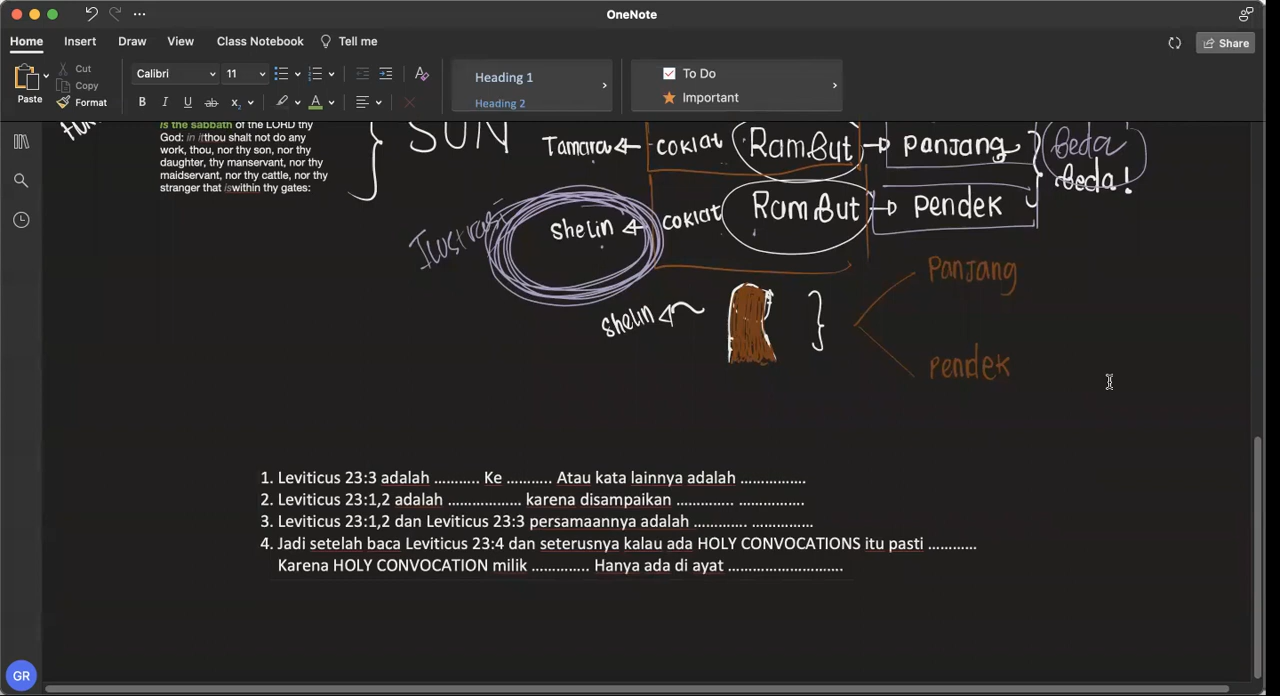 OneNote
Home Insert Draw View Class Notebook Tell me
Share
Paste
Cut
Copy
Format
Calibri 11
B I U ab x₂ A
Heading 1
Heading 2
To Do
Important
is the sabbath of the LORD thy
God: in it thou shalt not do any
work, thou, nor thy son, nor thy
daughter, thy manservant, nor thy
maidservant, nor thy cattle, nor thy
stranger that is within thy gates:
SUN
Tamara coklat Rambut Panjang beda
beda!
Ilustrasi shelin coklat Rambut Pendek
Panjang
shelin
Pendek
1. Leviticus 23:3 adalah ........... Ke ........... Atau kata lainnya adalah ................
2. Leviticus 23:1,2 adalah .................. karena disampaikan .............. ................
3. Leviticus 23:1,2 dan Leviticus 23:3 persamaannya adalah ............. ...............
4. Jadi setelah baca Leviticus 23:4 dan seterusnya kalau ada HOLY CONVOCATIONS itu pasti ............
Karena HOLY CONVOCATION milik .............. Hanya ada di ayat ............................
GR